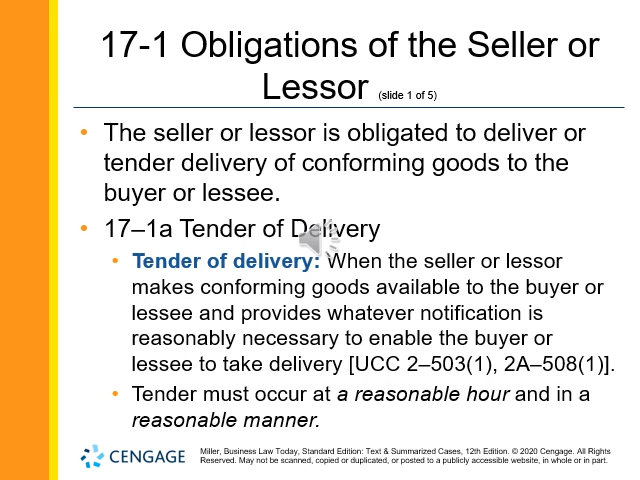 17-1 Obligations of the Seller or
Lessor (slide 1 of 5)
• The seller or lessor is obligated to deliver or
tender delivery of conforming goods to the
buyer or lessee.
• 17–1a Tender of Delivery
• Tender of delivery: When the seller or lessor
makes conforming goods available to the buyer or
lessee and provides whatever notification is
reasonably necessary to enable the buyer or
lessee to take delivery [UCC 2–503(1), 2A–508(1)].
• Tender must occur at a reasonable hour and in a
reasonable manner.
CENGAGE
Miller, Business Law Today, Standard Edition: Text & Summarized Cases, 12th Edition. © 2020 Cengage. All Rights
Reserved. May not be scanned, copied or duplicated, or posted to a publicly accessible website, in whole or in part.